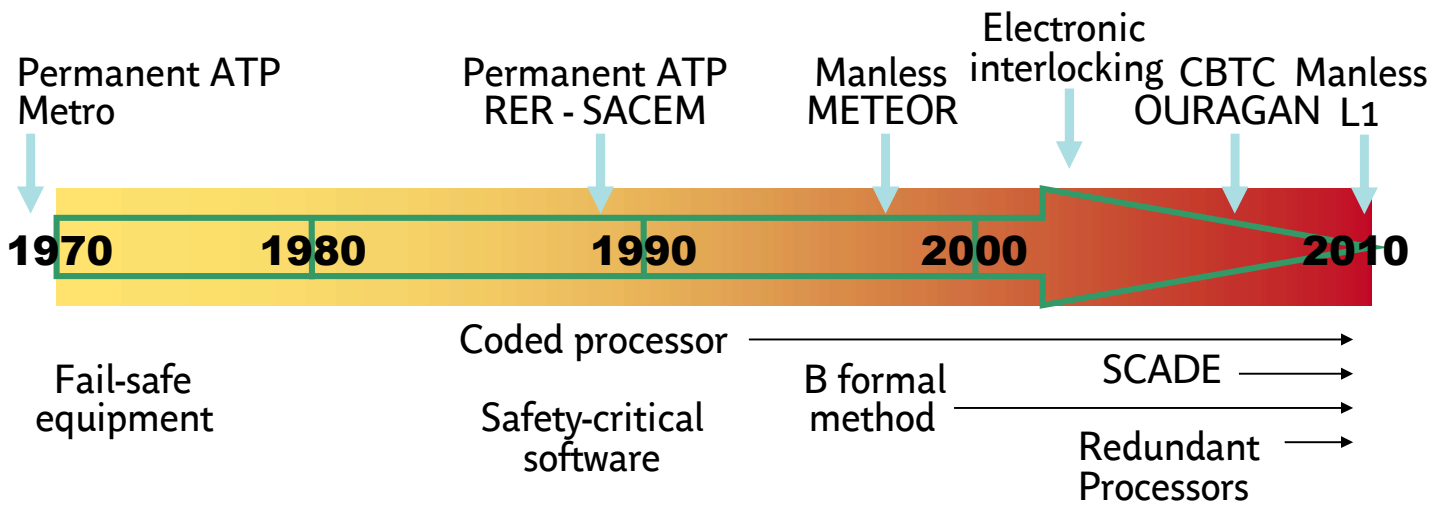 Permanent ATP
Metro
Permanent ATP
RER - SACEM
Manless
METEOR
Electronic
interlocking
CBTC
OURAGAN
Manless
L1
1970
1980
1990
2000
2010
Coded processor
Fail-safe
equipment
Safety-critical
software
B formal
method
SCADE
Redundant
Processors